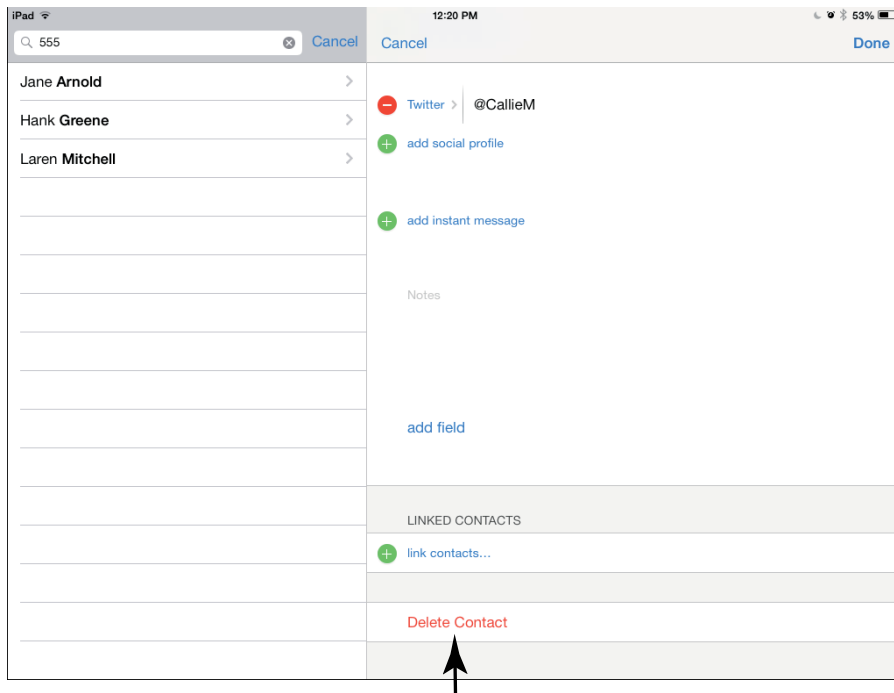 iPad 12:20 PM 53%
555 Cancel Cancel Done
Jane Arnold
Hank Greene
Laren Mitchell
Twitter @CallieM
add social profile
add instant message
Notes
add field
LINKED CONTACTS
link contacts...
Delete Contact